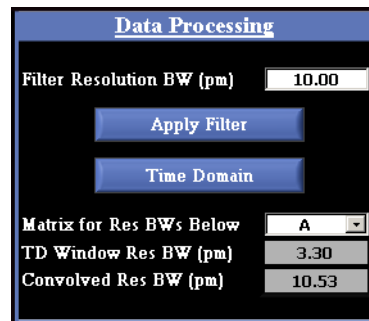 Data Processing
Filter Resolution BW (pm) 10.00
Apply Filter
Time Domain
Matrix for Res BWs Below A
TD Window Res BW (pm) 3.30
Convolved Res BW (pm) 10.53